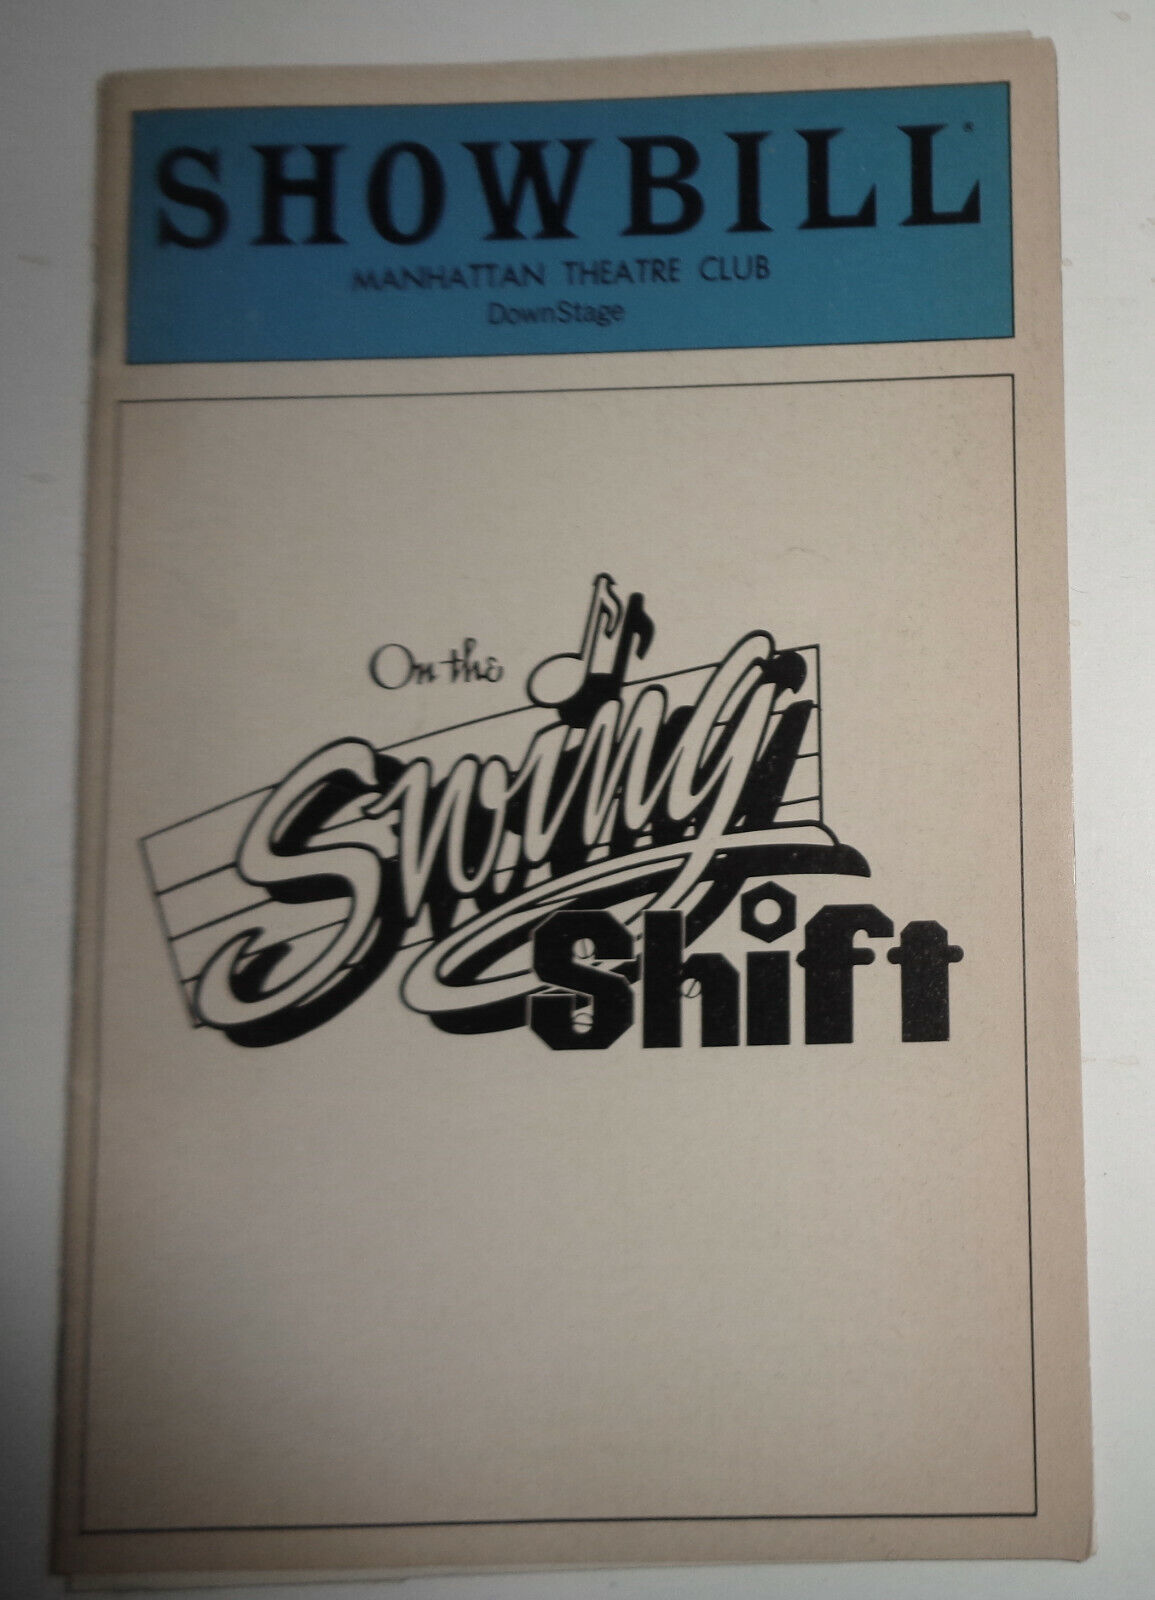 SHOWBILL®
MANHATTAN THEATRE CLUB
DownStage
On the
Swing
Shift